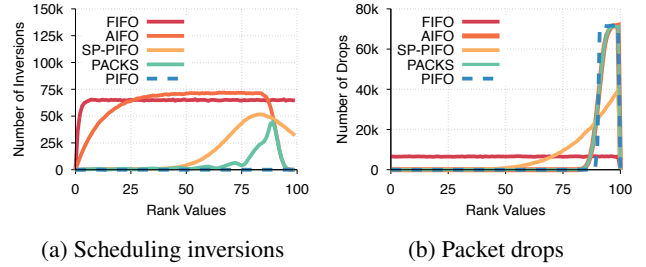 Number of Inversions
150k
125k
100k
75k
50k
25k
0
FIFO
AIFO
SP-PIFO
PACKS
PIFO
0
25
50
75
100
Rank Values
(a) Scheduling inversions
Number of Drops
80k
60k
40k
20k
0
FIFO
AIFO
SP-PIFO
PACKS
PIFO
0
25
50
75
100
Rank Values
(b) Packet drops